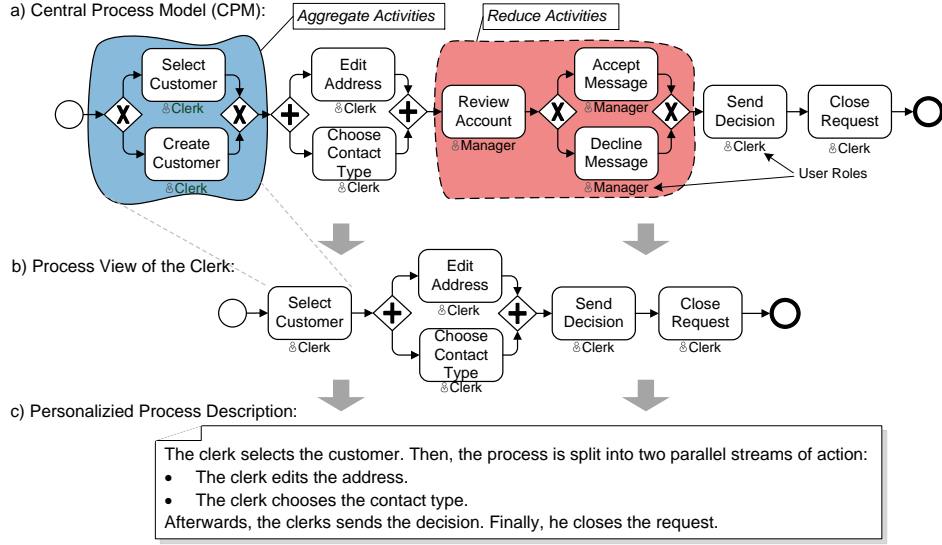 a) Central Process Model (CPM):
Aggregate Activities
Reduce Activities
Select
Customer
Clerk
X
X
Create
Customer
Clerk
Edit
Address
Clerk
Choose
Contact
Type
Clerk
Review
Account
Manager
X
X
Accept
Message
Manager
Decline
Message
Manager
Send
Decision
Clerk
Close
Request
Clerk
User Roles
b) Process View of the Clerk:
Select
Customer
Clerk
Edit
Address
Clerk
Choose
Contact
Type
Clerk
Send
Decision
Clerk
Close
Request
Clerk
c) Personalizied Process Description:
The clerk selects the customer. Then, the process is split into two parallel streams of action:
• The clerk edits the address.
• The clerk chooses the contact type.
Afterwards, the clerks sends the decision. Finally, he closes the request.